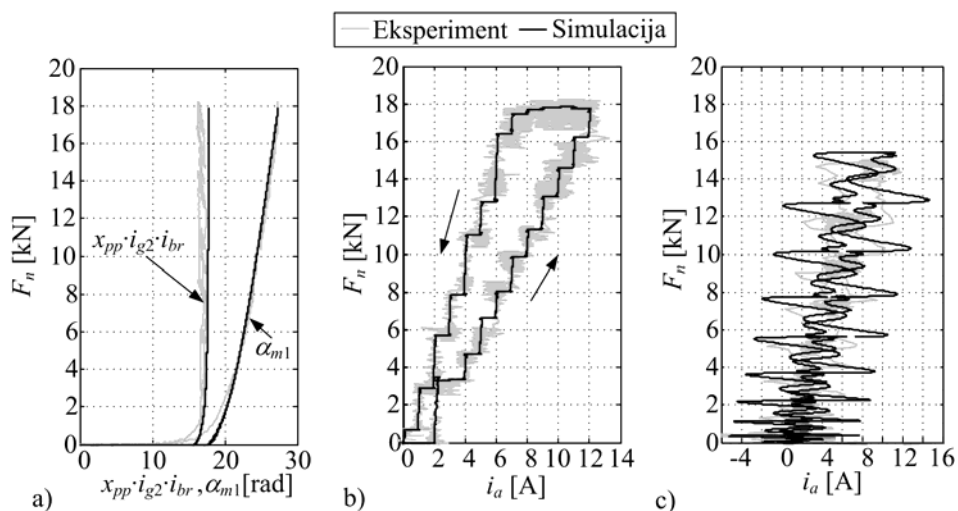 Eksperiment Simulacija
20
18
16
14
12
10
8
6
4
2
0
F_n [kN]
x_pp·i_g2·i_br
α_m1
0 10 20 30
x_pp·i_g2·i_br , α_m1[rad]
a)
20
18
16
14
12
10
8
6
4
2
0
F_n [kN]
0 2 4 6 8 10 12 14
i_a [A]
b)
20
18
16
14
12
10
8
6
4
2
0
F_n [kN]
-4 0 4 8 12 16
i_a [A]
c)